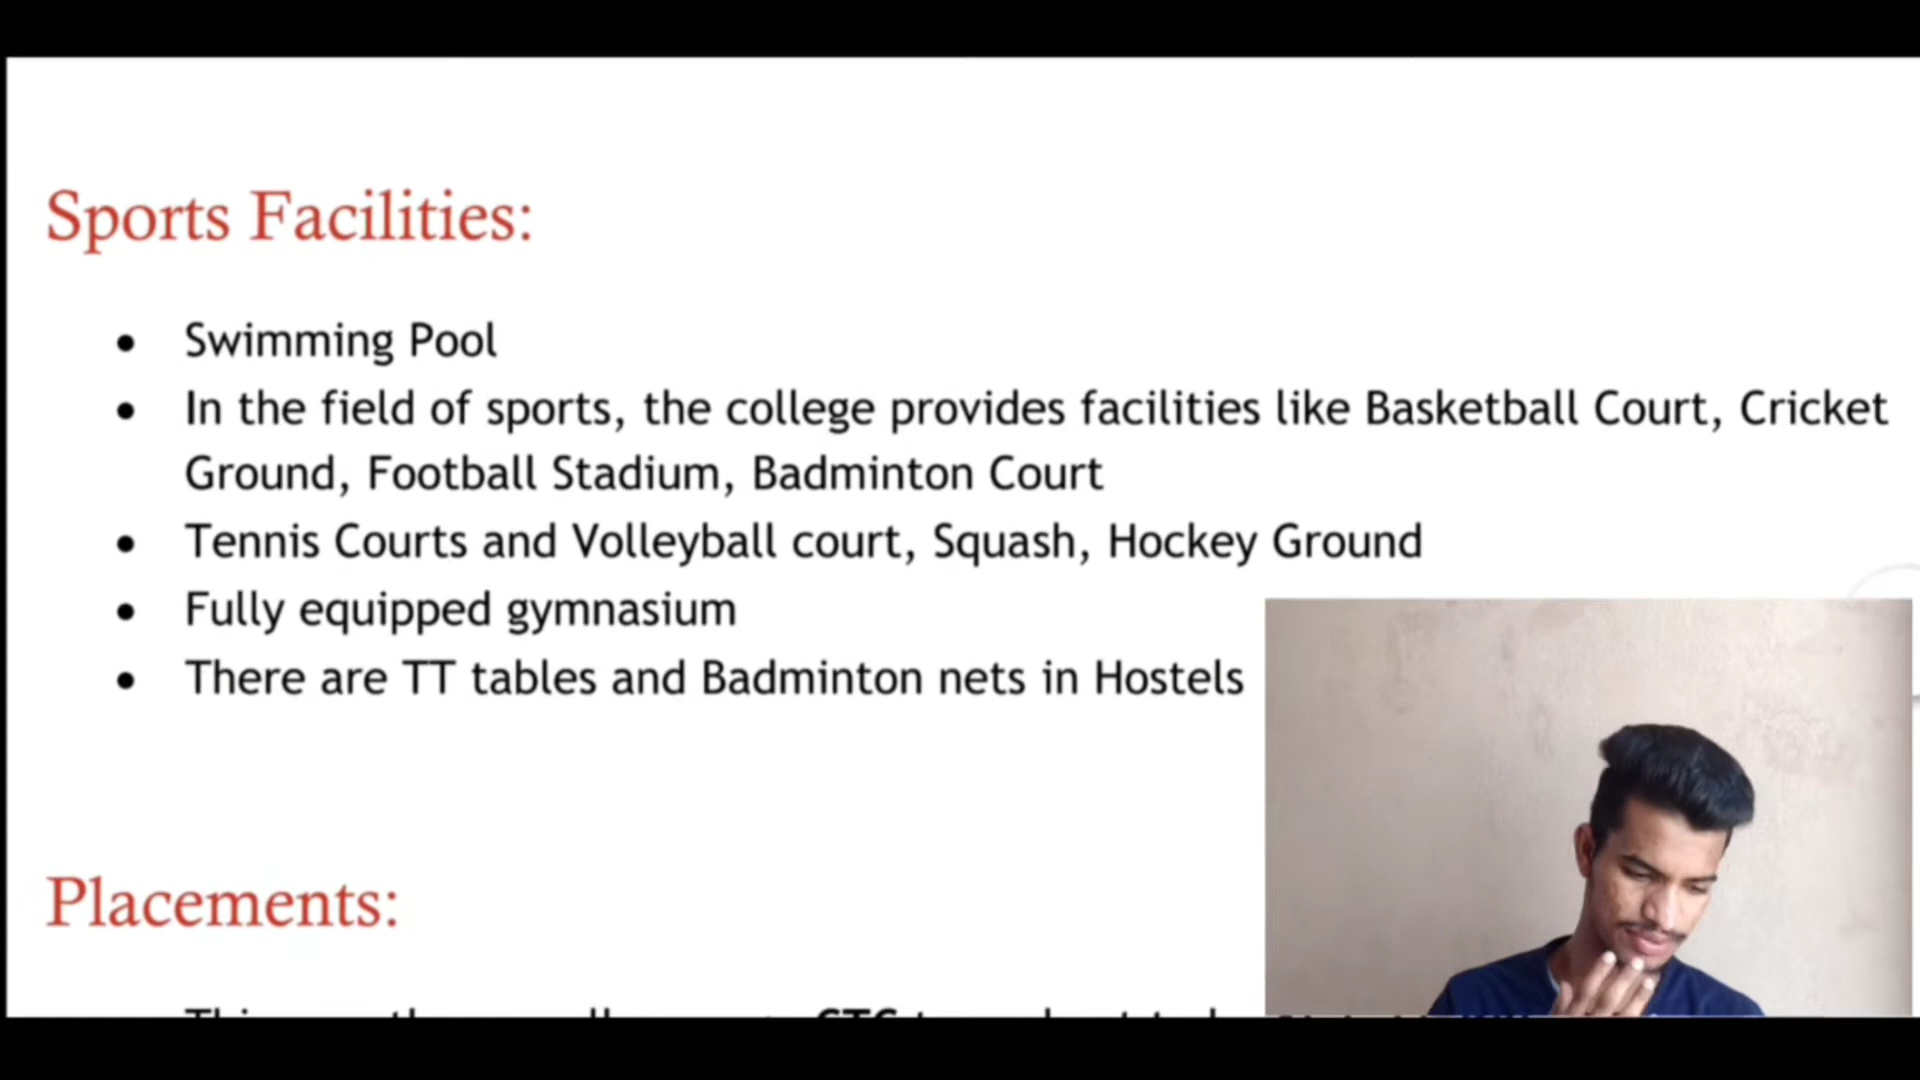 Sports Facilities:
Swimming Pool
In the field of sports, the college provides facilities like Basketball Court, Cricket
Ground, Football Stadium, Badminton Court
Tennis Courts and Volleyball court, Squash, Hockey Ground
Fully equipped gymnasium
There are TT tables and Badminton nets in Hostels
Placements: